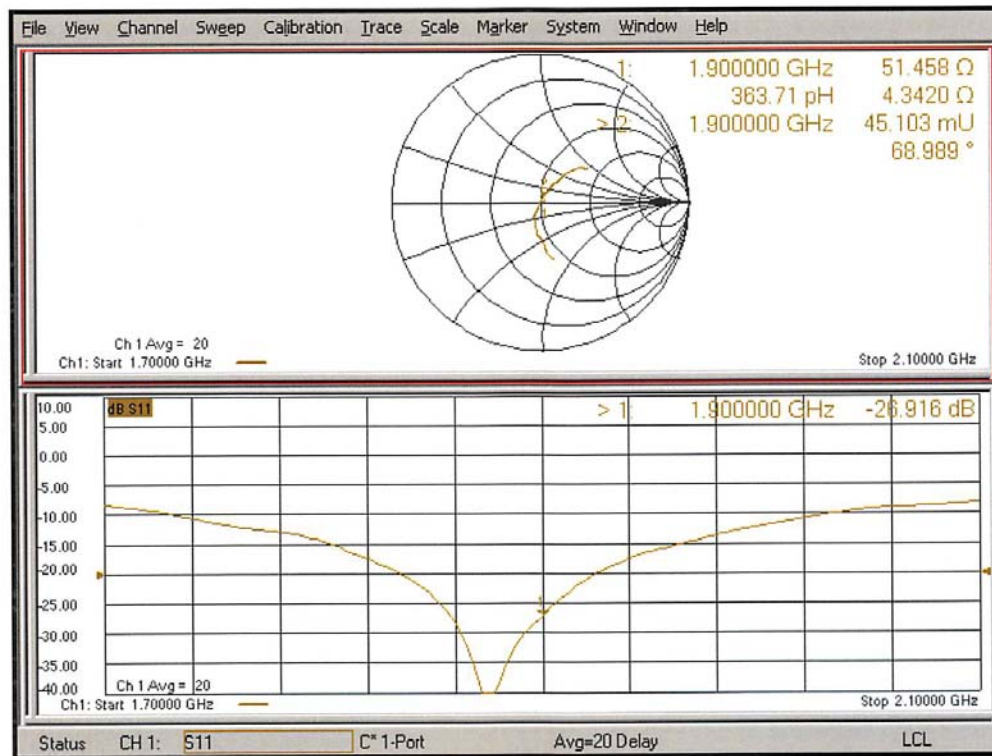 File View Channel Sweep Calibration Trace Scale Marker System Window Help
1: 1.900000 GHz 51.458 Ω
363.71 pH 4.3420 Ω
> 2: 1.900000 GHz 45.103 mU
68.989 °
Ch 1 Avg = 20
Ch1: Start 1.70000 GHz
Stop 2.10000 GHz
dB S11
> 1: 1.900000 GHz -26.916 dB
10.00
5.00
0.00
-5.00
-10.00
-15.00
-20.00
-25.00
-30.00
-35.00
-40.00
1
Ch 1 Avg = 20
Ch1: Start 1.70000 GHz
Stop 2.10000 GHz
Status CH 1: S11 C* 1-Port Avg=20 Delay LCL